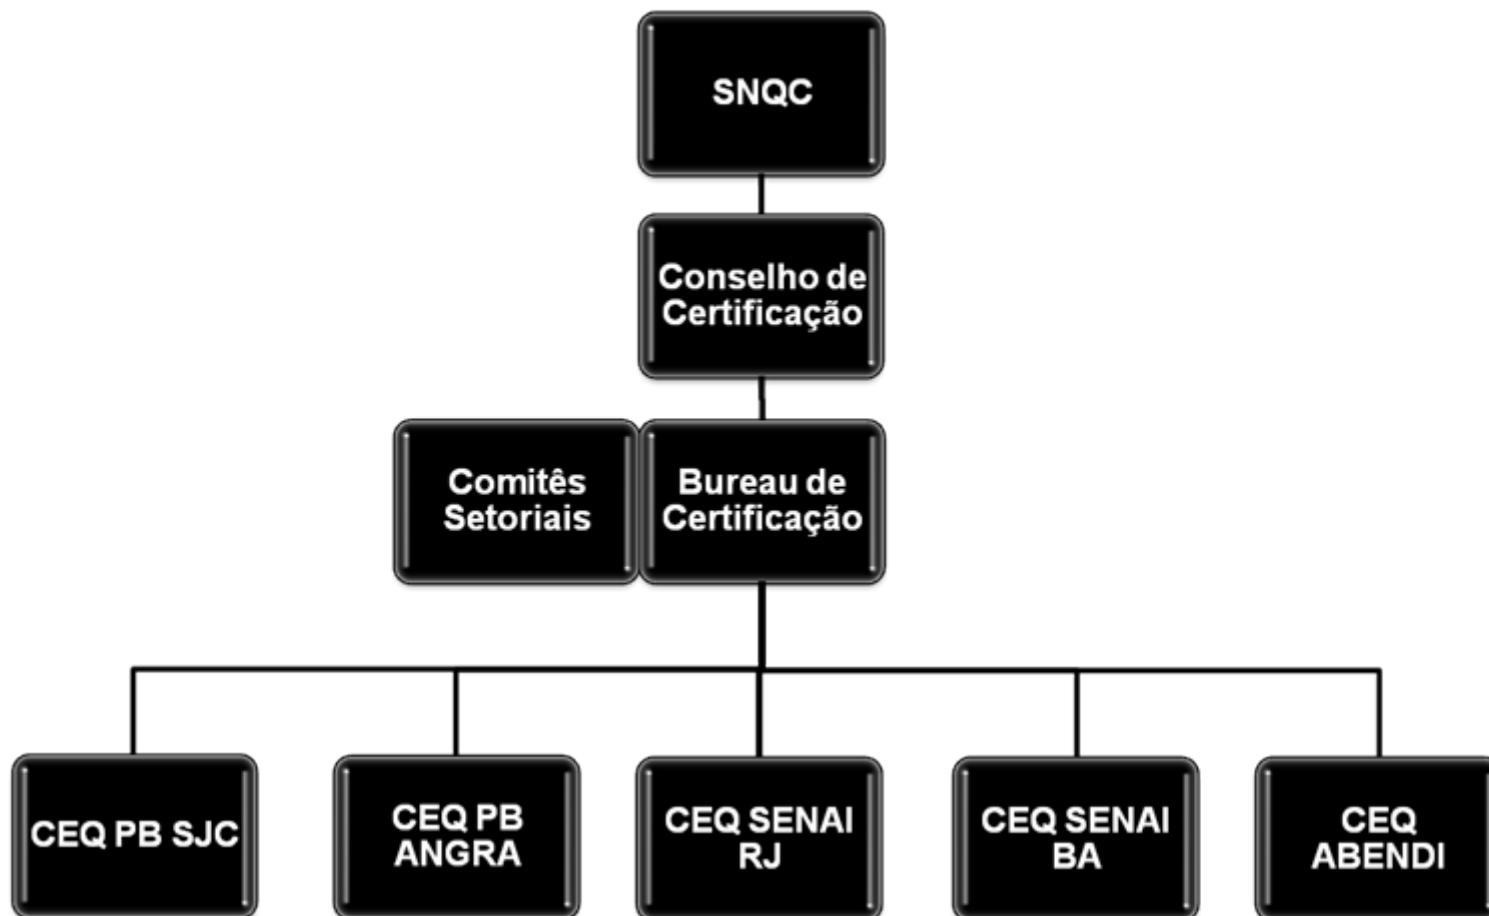 SNQC
Conselho de
Certificação
Comitês
Setoriais
Bureau de
Certificação
CEQ PB SJC
CEQ PB
ANGRA
CEQ SENAI
RJ
CEQ SENAI
BA
CEQ
ABENDI